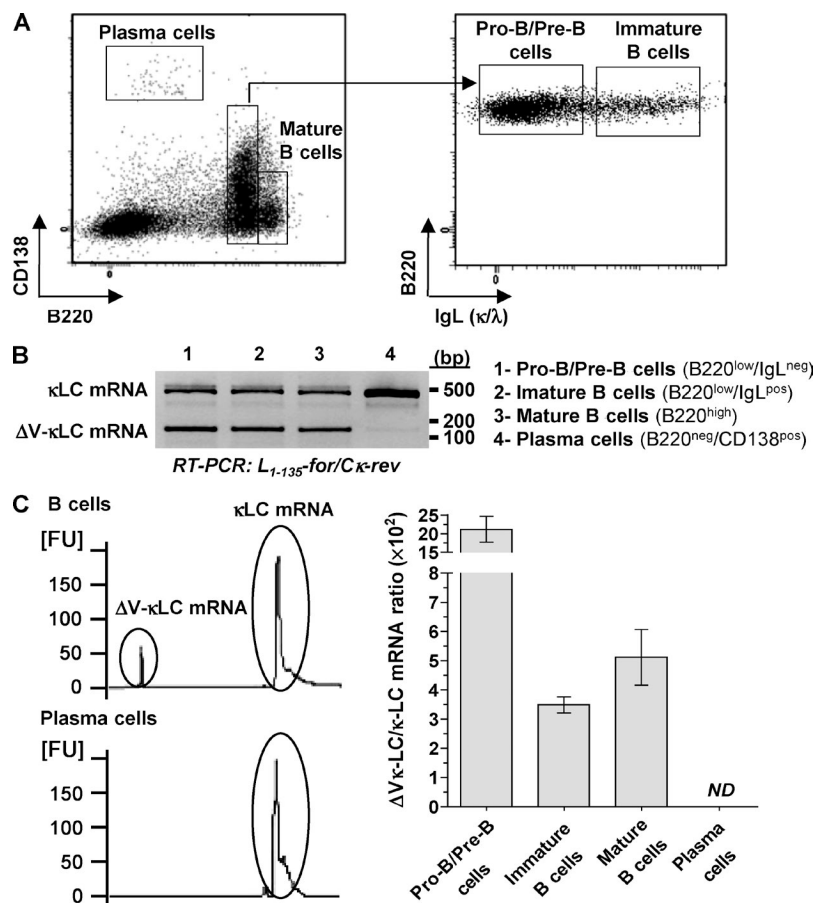 A
Plasma cells
Mature
B cells
CD138
0
0
B220
Pro-B/Pre-B
cells
Immature
B cells
B220
0
0
IgL (κ/λ)
B
1 2 3 4 (bp)
κLC mRNA
ΔV-κLC mRNA
500
200
100
RT-PCR: L1-135-for/Cκ-rev
1- Pro-B/Pre-B cells (B220low/IgLneg)
2- Imature B cells (B220low/IgLpos)
3- Mature B cells (B220high)
4- Plasma cells (B220neg/CD138pos)
C
B cells
[FU]
κLC mRNA
ΔV-κLC mRNA
150
100
50
0
Plasma cells
[FU]
150
100
50
0
ΔVκ-LC/κ-LC mRNA ratio (×10²)
25
20
15
8
6
5
4
3
2
1
0
ND
Pro-B/Pre-B
cells
Immature
B cells
Mature
B cells
Plasma
cells